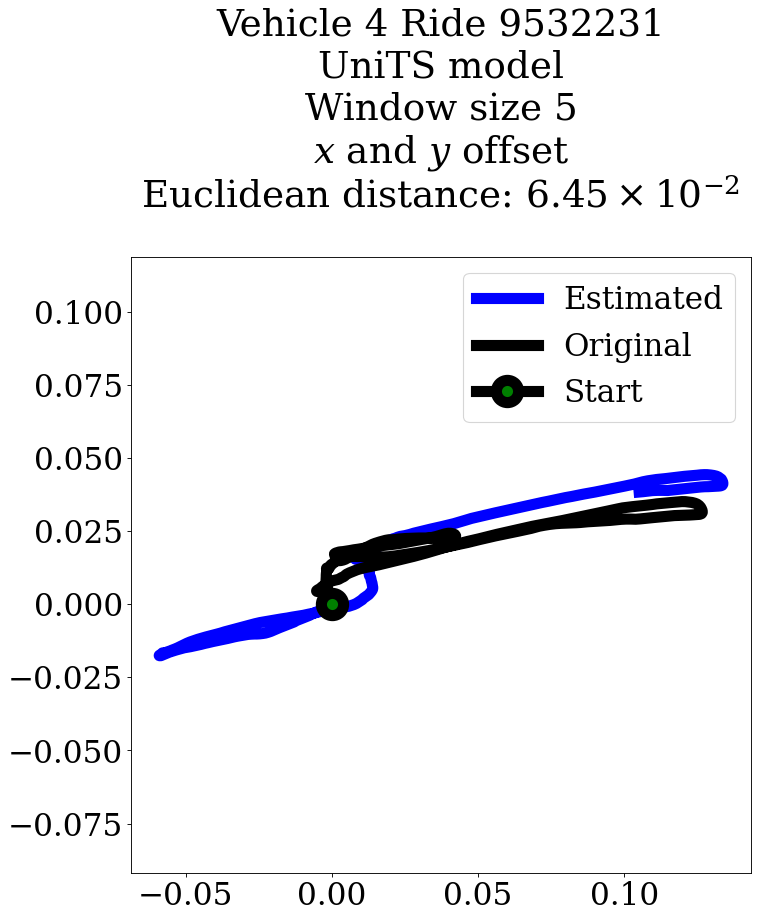 Vehicle 4 Ride 9532231
UniTS model
Window size 5
x and y offset
Euclidean distance: 6.45 × 10⁻²
Estimated
Original
Start
0.100
0.075
0.050
0.025
0.000
−0.025
−0.050
−0.075
−0.05 0.00 0.05 0.10